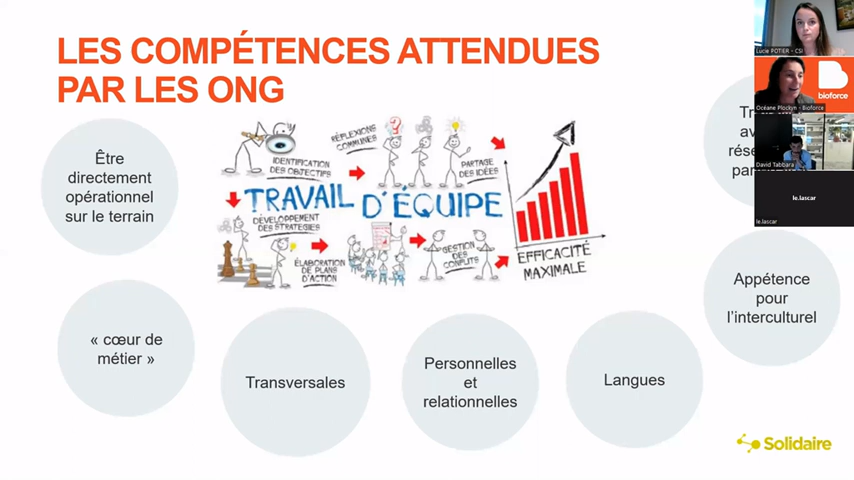 LES COMPÉTENCES ATTENDUES
PAR LES ONG
Être
directement
opérationnel
sur le terrain
« cœur de
métier »
Transversales
Personnelles
et
relationnelles
Langues
Appétence
pour
l’interculturel
IDENTIFICATION
DES OBJECTIFS
RÉFLEXIONS
COMMUNES
PARTAGE
DES IDÉES
TRAVAIL D'ÉQUIPE
DÉVELOPPEMENT
DES STRATEGIES
ÉLABORATION
DE PLANS
D'ACTION
GESTION
DES
CONFLITS
EFFICACITÉ
MAXIMALE
Lucie POTIER - CSI
bioforce
Océane Plockyn - Bioforce
David Tabbara
le.lascar
le.lascar
Solidaire